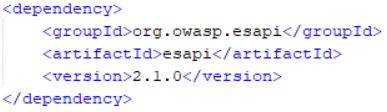 <dependency>
    <groupId>org.owasp.esapi</groupId>
    <artifactId>esapi</artifactId>
    <version>2.1.0</version>
</dependency>